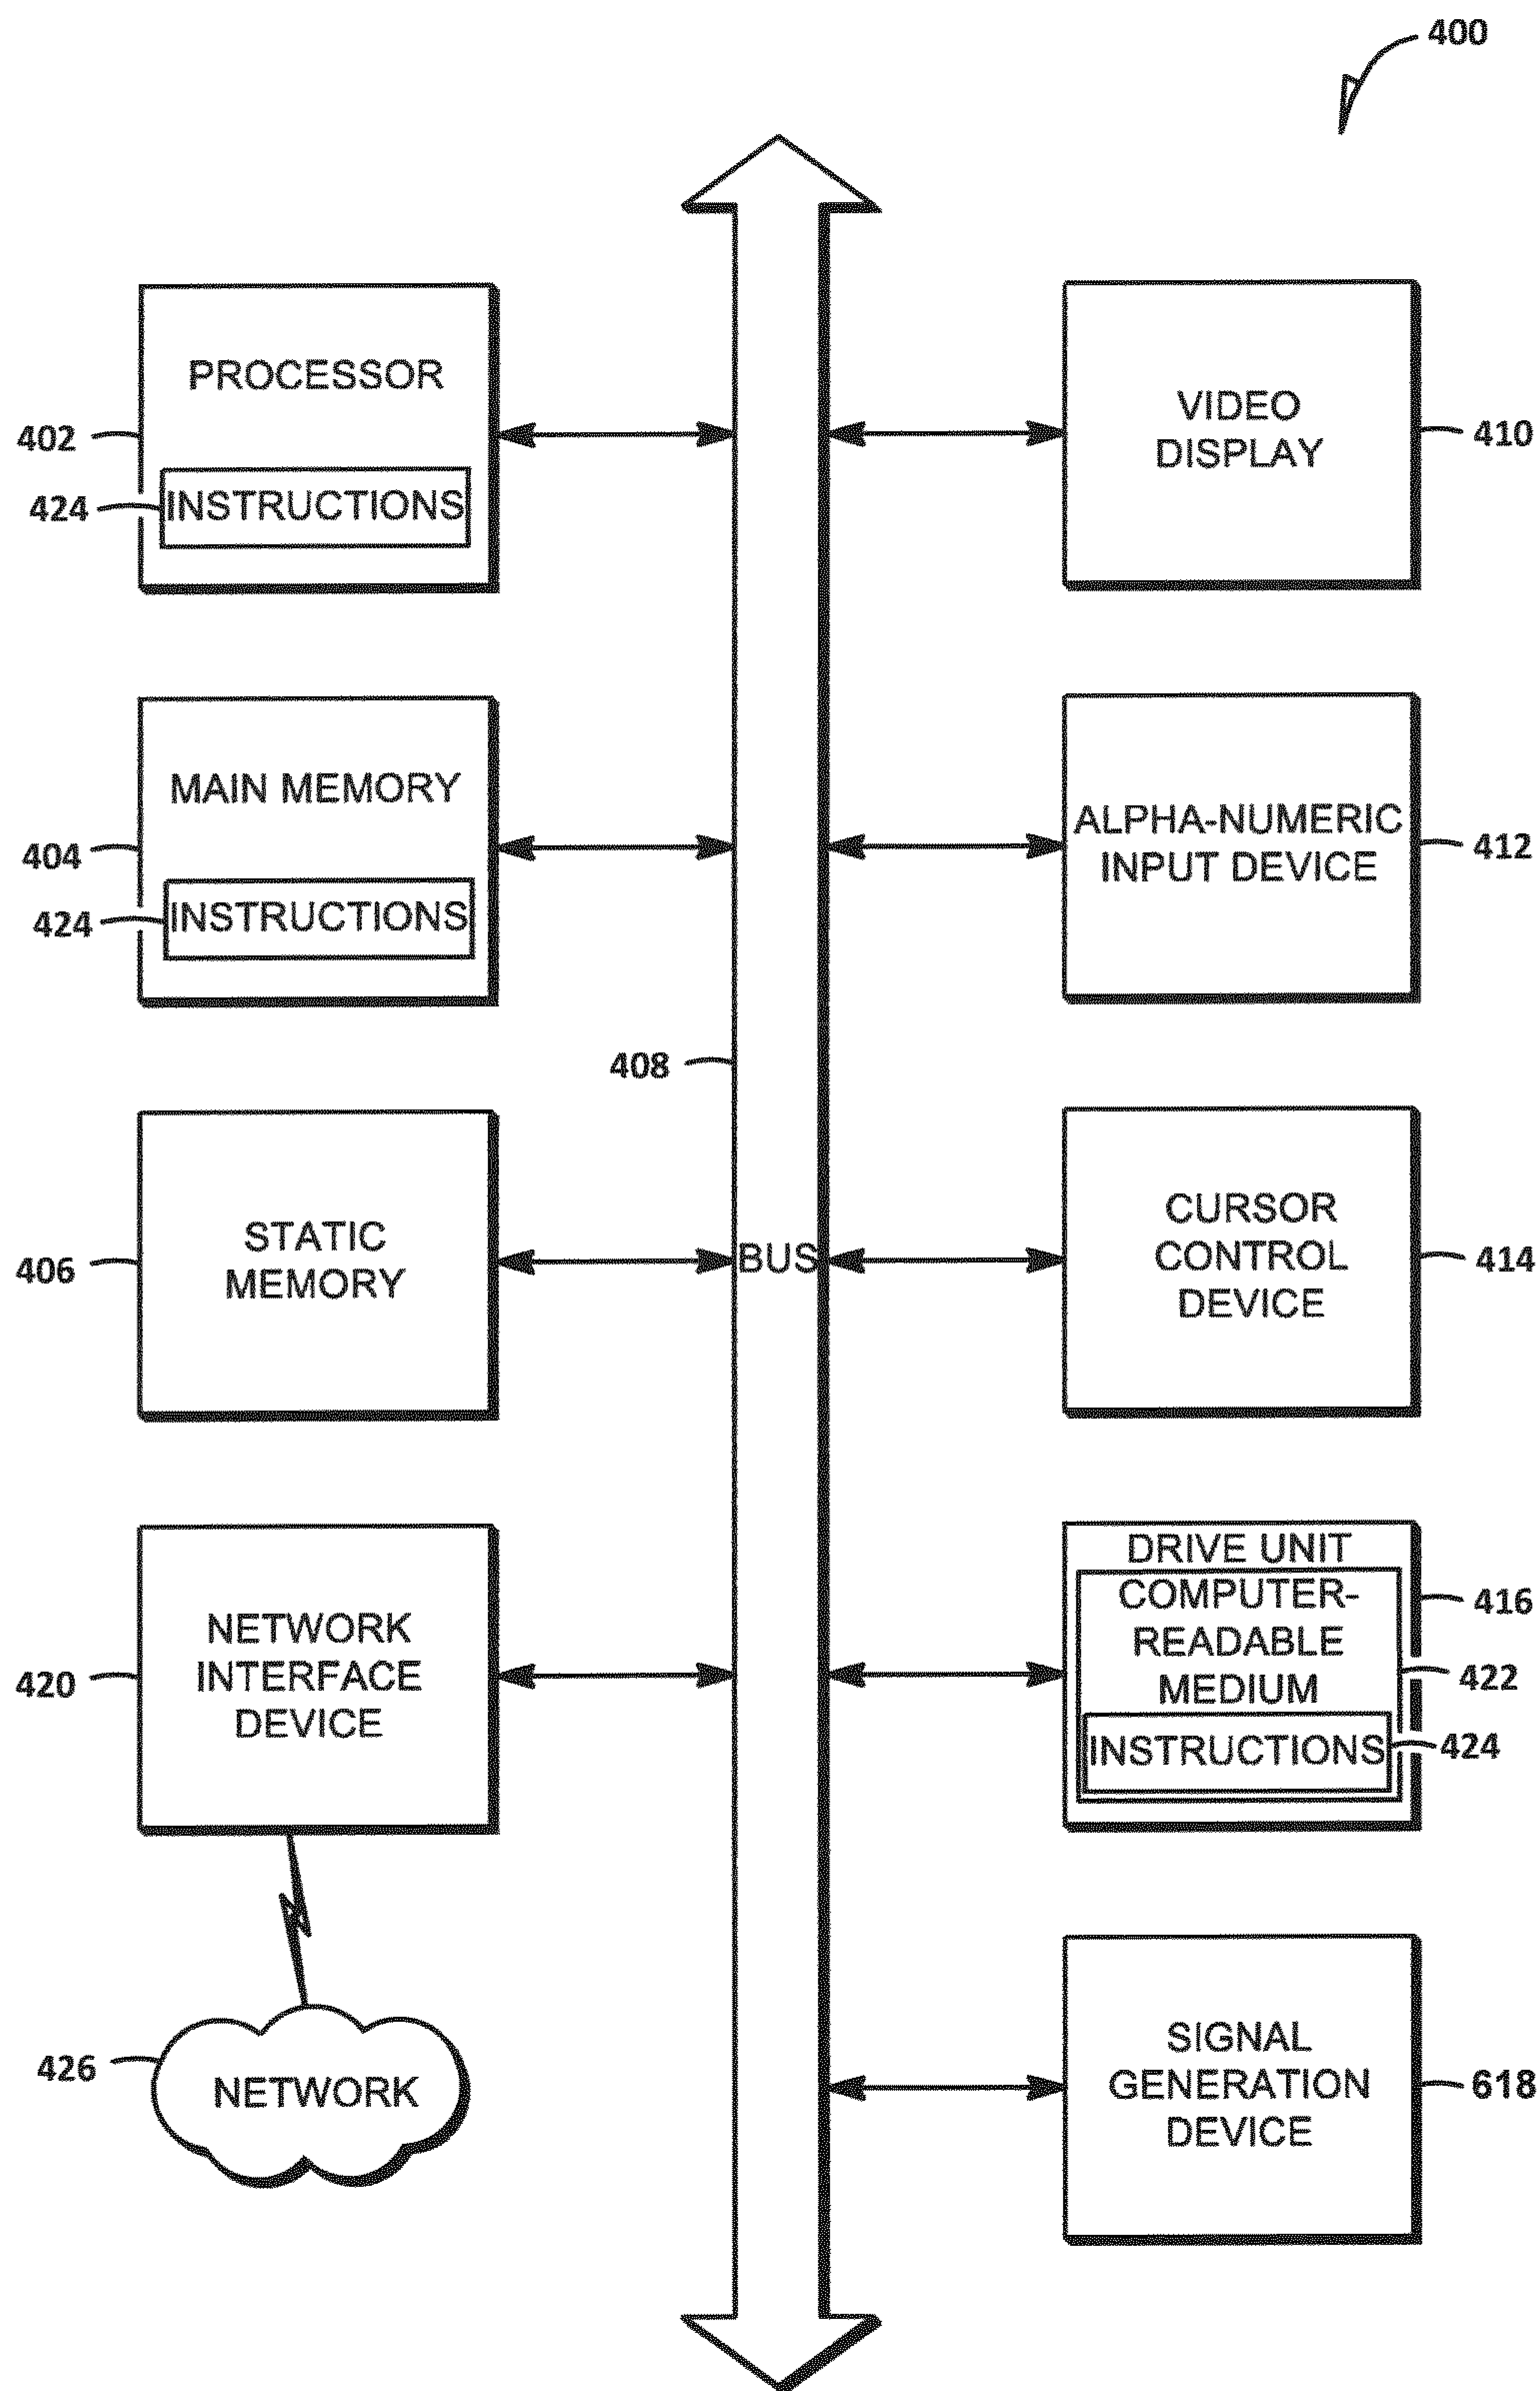 400
PROCESSOR
402
424
INSTRUCTIONS
VIDEO
DISPLAY
410
MAIN MEMORY
404
424
INSTRUCTIONS
ALPHA-NUMERIC
INPUT DEVICE
412
408
STATIC
MEMORY
406
BUS
CURSOR
CONTROL
DEVICE
414
NETWORK
INTERFACE
DEVICE
420
DRIVE UNIT
COMPUTER-
READABLE
MEDIUM
416
422
INSTRUCTIONS
424
426
NETWORK
SIGNAL
GENERATION
DEVICE
618